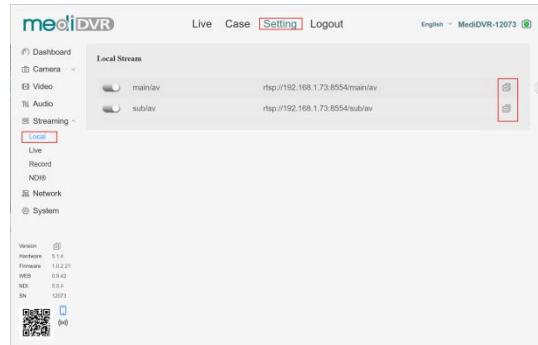 mediDVR
Live Case Setting Logout
English MediDVR-12073
Dashboard
Camera
Video
Audio
Streaming
Local
Live
Record
NDI®
Network
System
Local Stream
main/av rtsp://192.168.1.73:8554/main/av
sub/av rtsp://192.168.1.73:8554/sub/av
Version
Hardware 5.1.4
Firmware 1.0.2.21
WEB 0.9.42
NDI 5.5.4
SN 12073